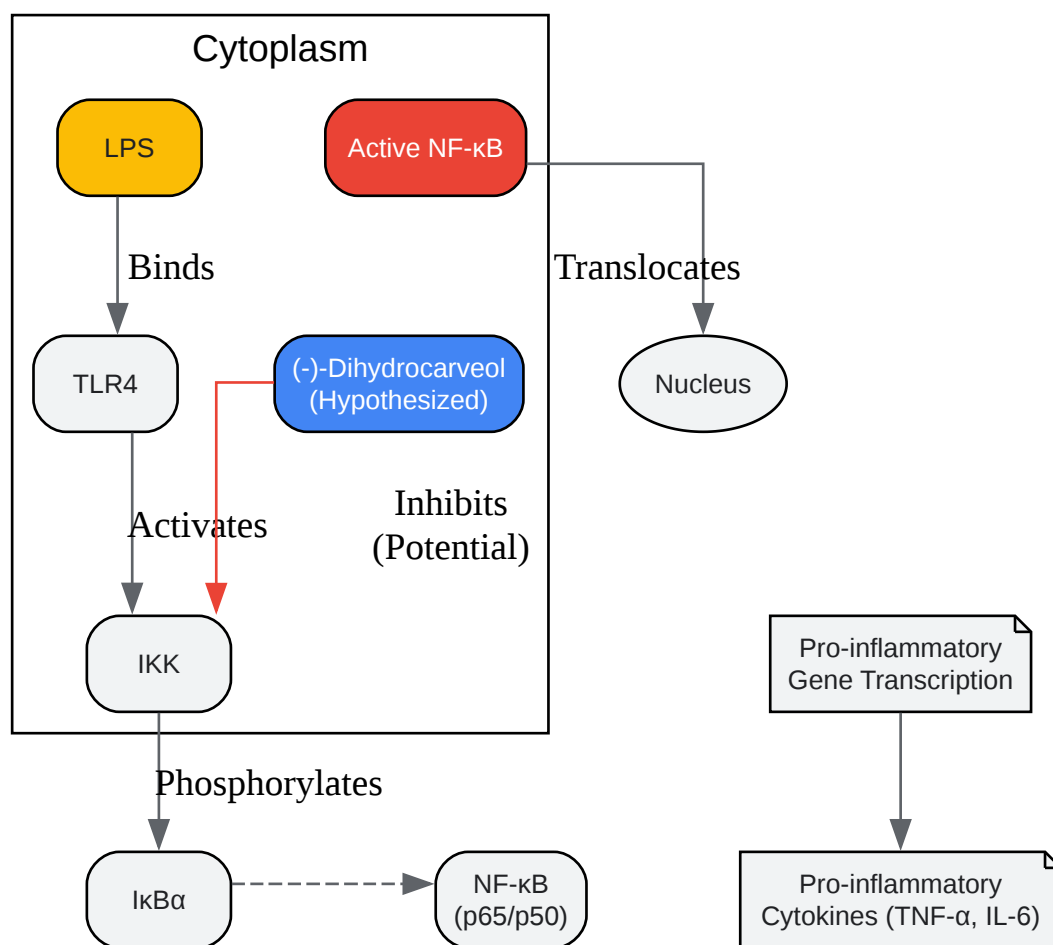 Cytoplasm
LPS
Active NF-κB
Binds
Translocates
TLR4
(-)-Dihydrocarveol
(Hypothesized)
Nucleus
Activates
Inhibits
(Potential)
IKK
Pro-inflammatory
Gene Transcription
Phosphorylates
IκBα
NF-κB
(p65/p50)
Pro-inflammatory
Cytokines (TNF-α, IL-6)